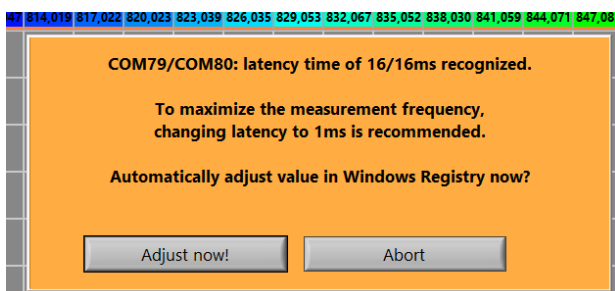 47 814,019 817,022 820,023 823,039 826,035 829,053 832,067 835,052 838,030 841,059 844,071 847,08
COM79/COM80: latency time of 16/16ms recognized.
To maximize the measurement frequency,
changing latency to 1ms is recommended.
Automatically adjust value in Windows Registry now?
Adjust now! Abort